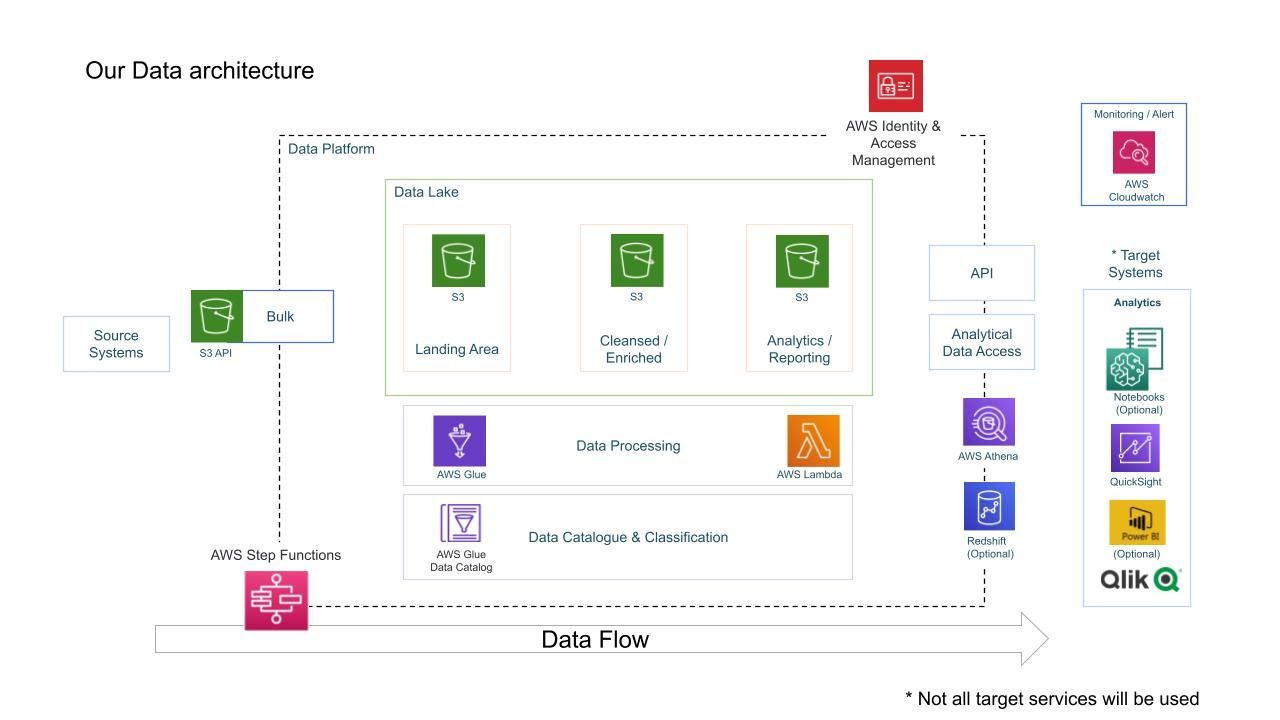 Our Data architecture
AWS Identity &
Access
Management
Monitoring / Alert
AWS
Cloudwatch
Data Platform
Data Lake
S3
Landing Area
S3
Cleansed /
Enriched
S3
Analytics /
Reporting
Source
Systems
S3 API
Bulk
API
Analytical
Data Access
AWS Glue
Data Processing
AWS Lambda
AWS Glue
Data Catalog
Data Catalogue & Classification
AWS Athena
Redshift
(Optional)
* Target
Systems
Analytics
Notebooks
(Optional)
QuickSight
Power BI
(Optional)
Qlik
AWS Step Functions
Data Flow
* Not all target services will be used